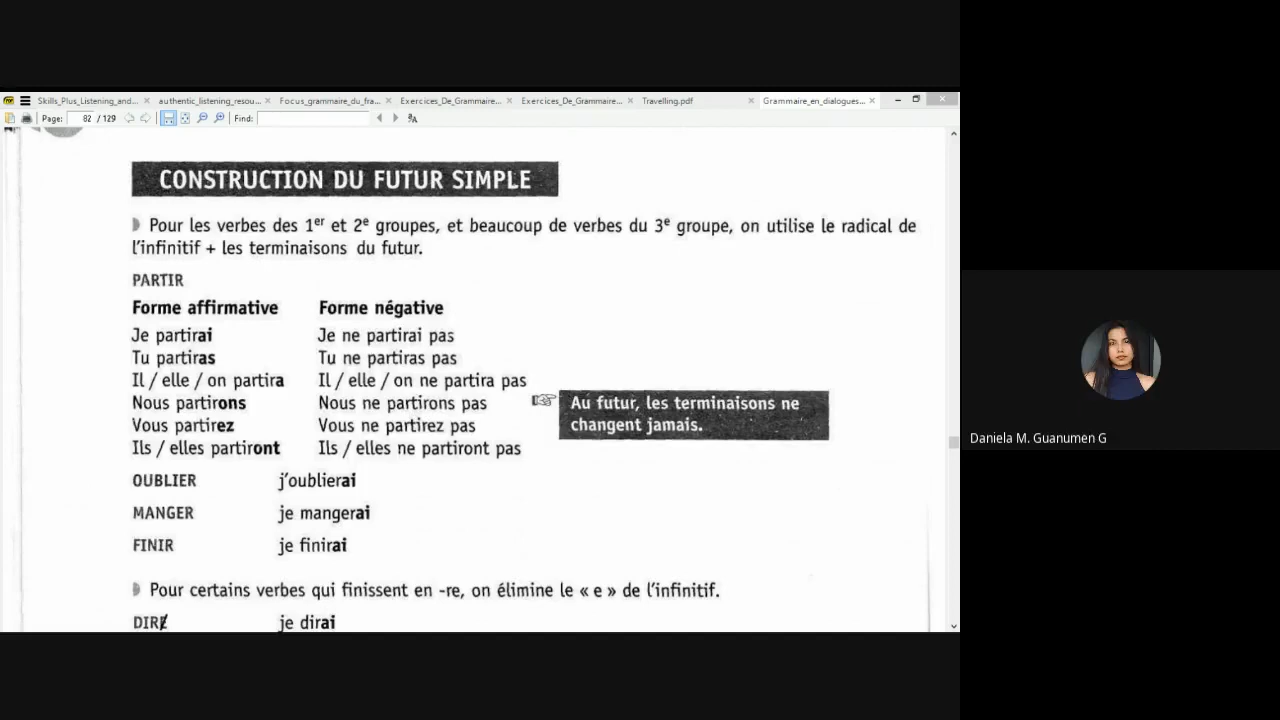 Skills_Plus_Listening_and... authentic_listening_resou... Focus_grammaire_du_fra... Exercices_De_Grammaire... Exercices_De_Grammaire... Travelling.pdf Grammaire_en_dialogues...
Page: 82 / 129 Find:
CONSTRUCTION DU FUTUR SIMPLE
Pour les verbes des 1er et 2e groupes, et beaucoup de verbes du 3e groupe, on utilise le radical de
l'infinitif + les terminaisons du futur.
PARTIR
Forme affirmative Forme négative
Je partirai Je ne partirai pas
Tu partiras Tu ne partiras pas
Il / elle / on partira Il / elle / on ne partira pas
Nous partirons Nous ne partirons pas
Vous partirez Vous ne partirez pas
Ils / elles partiront Ils / elles ne partiront pas
Au futur, les terminaisons ne
changent jamais.
OUBLIER j'oublierai
MANGER je mangerai
FINIR je finirai
Pour certains verbes qui finissent en -re, on élimine le « e » de l'infinitif.
DIRE je dirai
Daniela M. Guanumen G